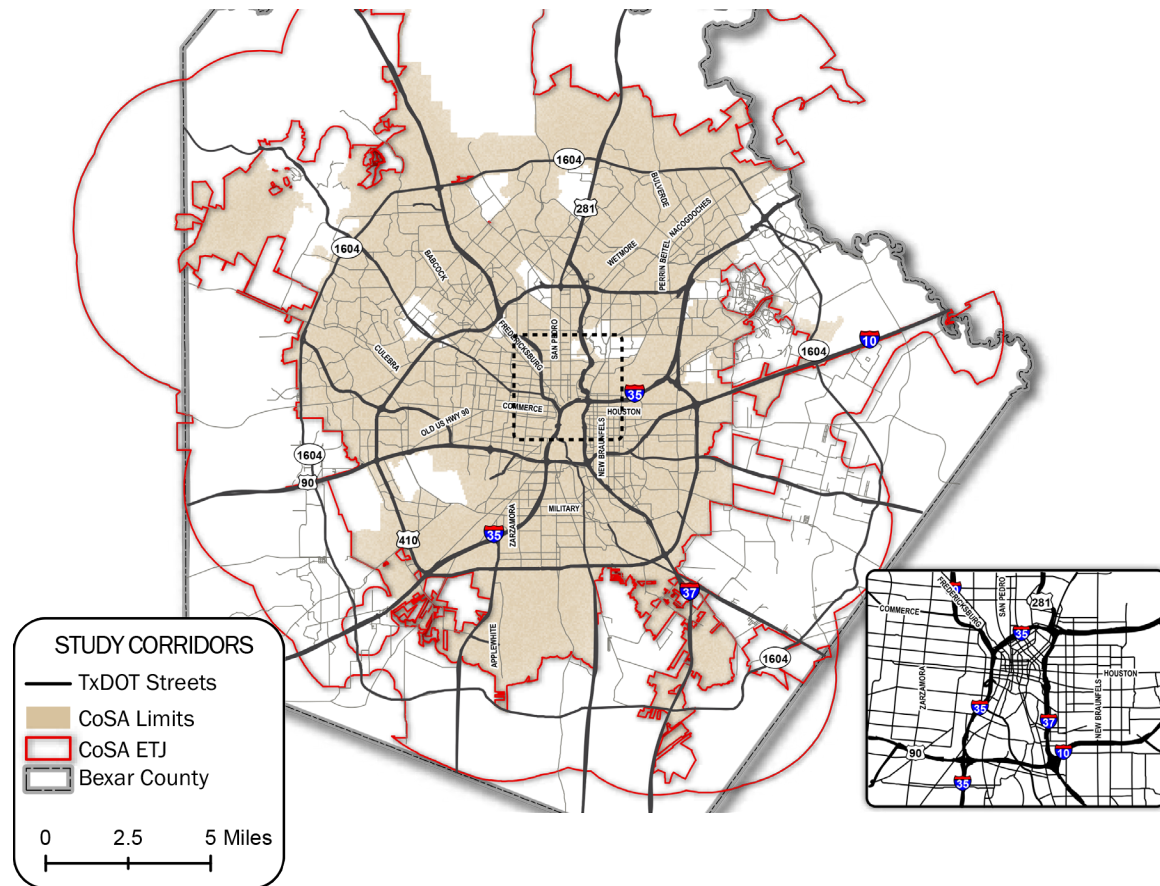 1604
281
BULVERDE
NACOGDOCHES
WETMORE
PERRIN BEITEL
1604
BABCOCK
FREDERICKSBURG
SAN PEDRO
10
1604
CULEBRA
35
COMMERCE
HOUSTON
OLD US HWY 90
NEW BRAUNFELS
1604
90
ZARZAMORA
MILITARY
35
410
37
APPLEWHITE
1604
STUDY CORRIDORS
TxDOT Streets
CoSA Limits
CoSA ETJ
Bexar County
0 2.5 5 Miles
FREDERICKSBURG
SAN PEDRO
281
COMMERCE
35
ZARZAMORA
HOUSTON
NEW BRAUNFELS
35
37
90
10
35